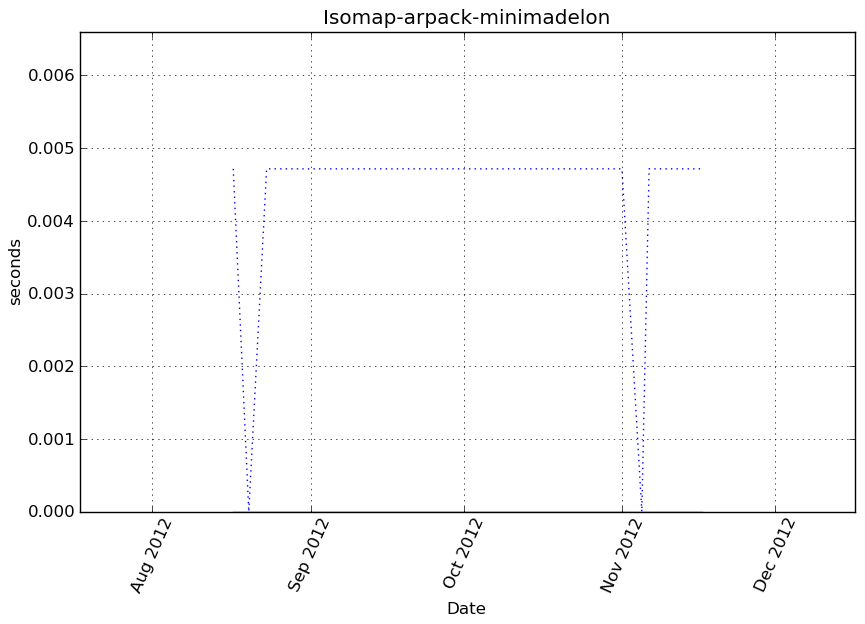 Isomap-arpack-minimadelon
0.006
0.005
0.004
0.003
0.002
0.001
0.000
seconds
Aug 2012
Sep 2012
Oct 2012
Nov 2012
Dec 2012
Date